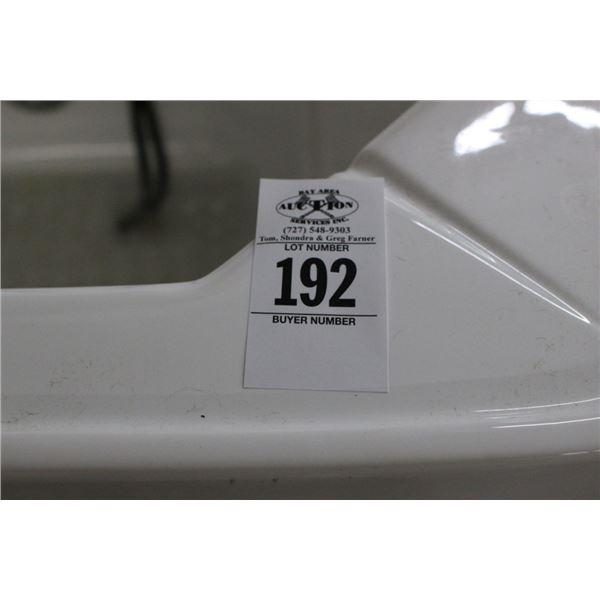 BAY AREA
AUCTION
SERVICES INC.
(727) 548-9303
Tom, Shondra & Greg Farner
LOT NUMBER
192
BUYER NUMBER